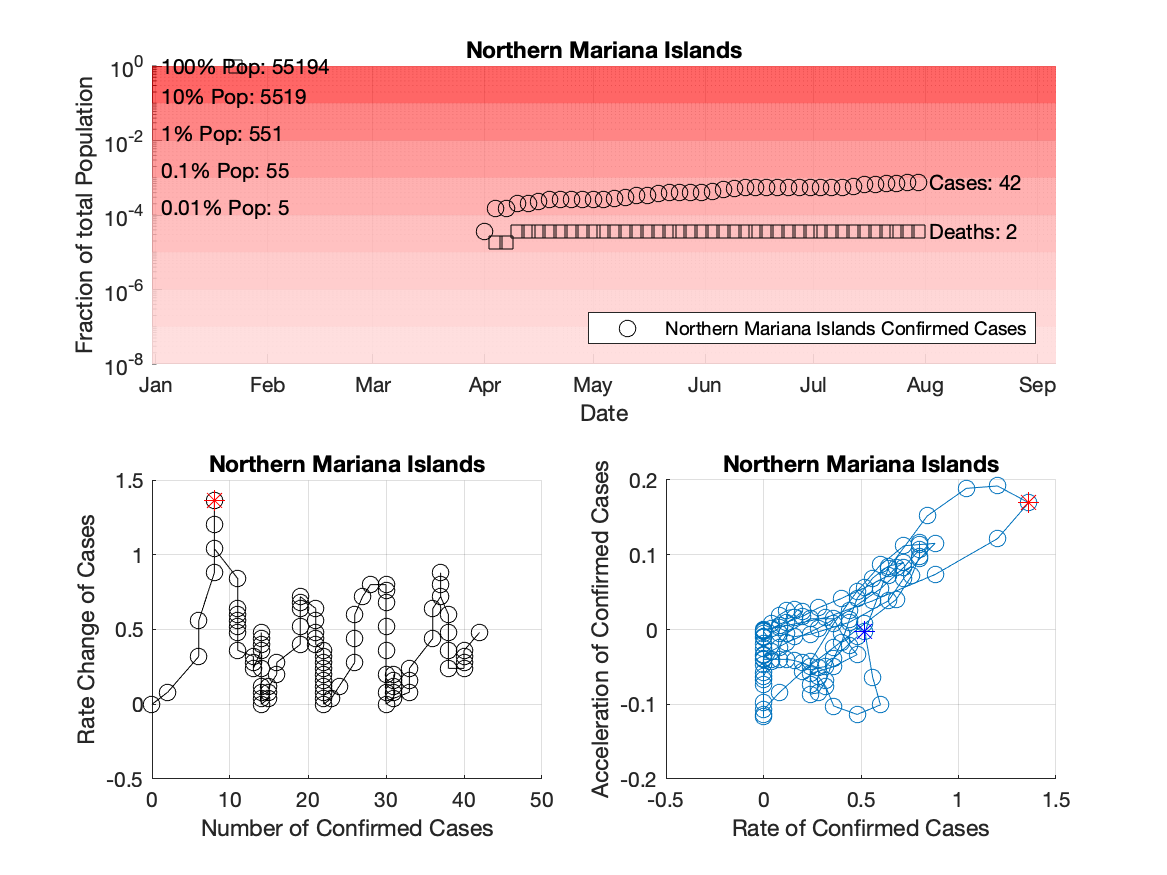 Northern Mariana Islands
Fraction of total Population
10^0
10^-2
10^-4
10^-6
10^-8
100% Pop: 55194
10% Pop: 5519
1% Pop: 551
0.1% Pop: 55
0.01% Pop: 5
Cases: 42
Deaths: 2
Northern Mariana Islands Confirmed Cases
Jan Feb Mar Apr May Jun Jul Aug Sep
Date
Northern Mariana Islands
Rate Change of Cases
1.5
1
0.5
0
-0.5
0 10 20 30 40 50
Number of Confirmed Cases
Northern Mariana Islands
Acceleration of Confirmed Cases
0.2
0.1
0
-0.1
-0.2
-0.5 0 0.5 1 1.5
Rate of Confirmed Cases